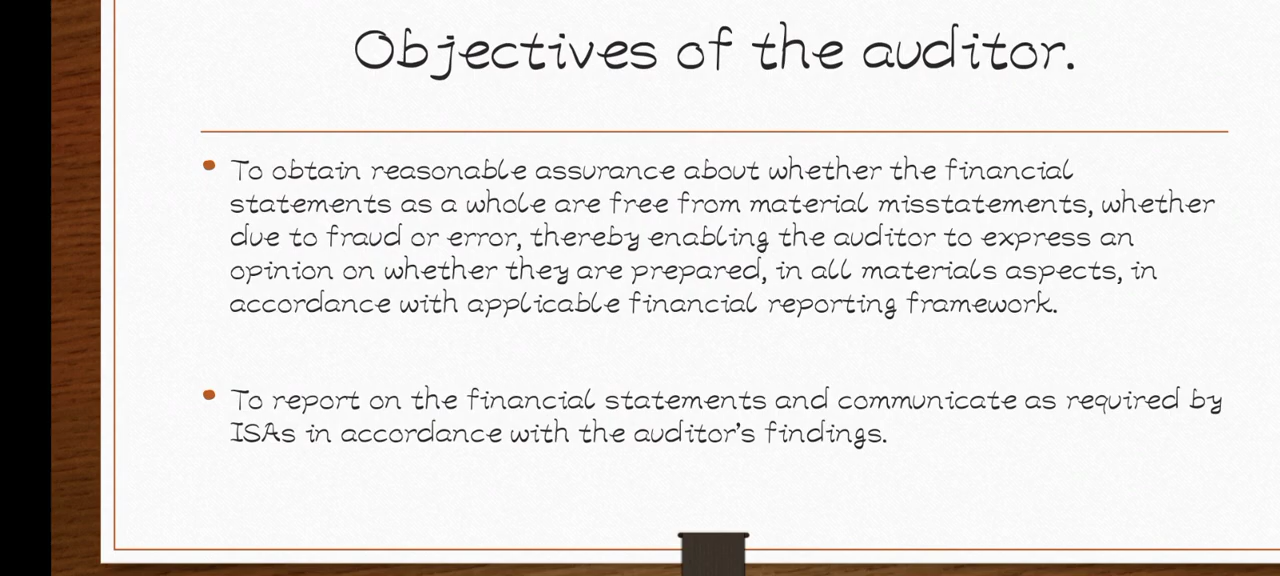 Objectives of the auditor.
To obtain reasonable assurance about whether the financial
statements as a whole are free from material misstatements, whether
due to fraud or error, thereby enabling the auditor to express an
opinion on whether they are prepared, in all materials aspects, in
accordance with applicable financial reporting framework.
To report on the financial statements and communicate as required by
ISAs in accordance with the auditor's findings.